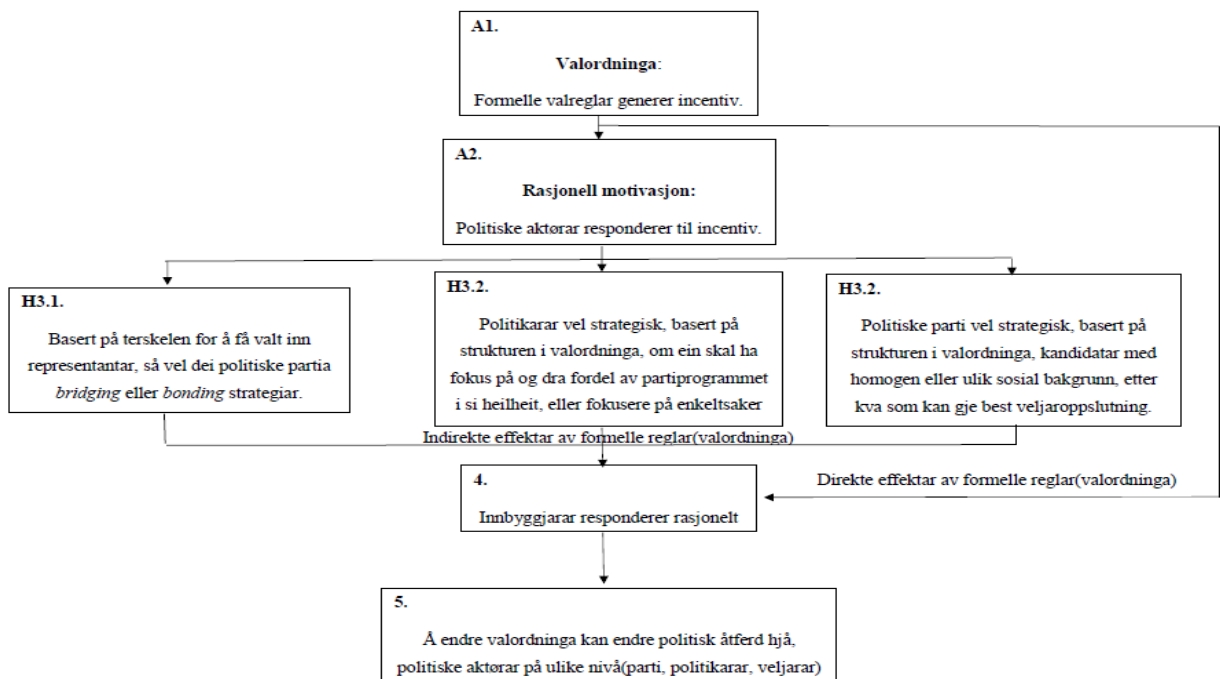 A1.
Valordninga:
Formelle valreglar generer incentiv.
A2.
Rasjonell motivasjon:
Politiske aktørar responderer til incentiv.
H3.1.
Basert på terskelen for å få valt inn
representantar, så vel dei politiske partia
bridging eller bonding strategiar.
H3.2.
Politikarar vel strategisk, basert på
strukturen i valordninga, om ein skal ha
fokus på og dra fordel av partiprogrammet
i si heilheit, eller fokusere på enkeltsaker
H3.2.
Politiske parti vel strategisk, basert på
strukturen i valordninga, kandidatar med
homogen eller ulik sosial bakgrunn, etter
kva som kan gje best veljaroppslutning.
Indirekte effektar av formelle reglar(valordninga)
Direkte effektar av formelle reglar(valordninga)
4.
Innbyggjarar responderer rasjonelt
5.
Å endre valordninga kan endre politisk åtferd hjå,
politiske aktørar på ulike nivå(parti, politikarar, veljarar)